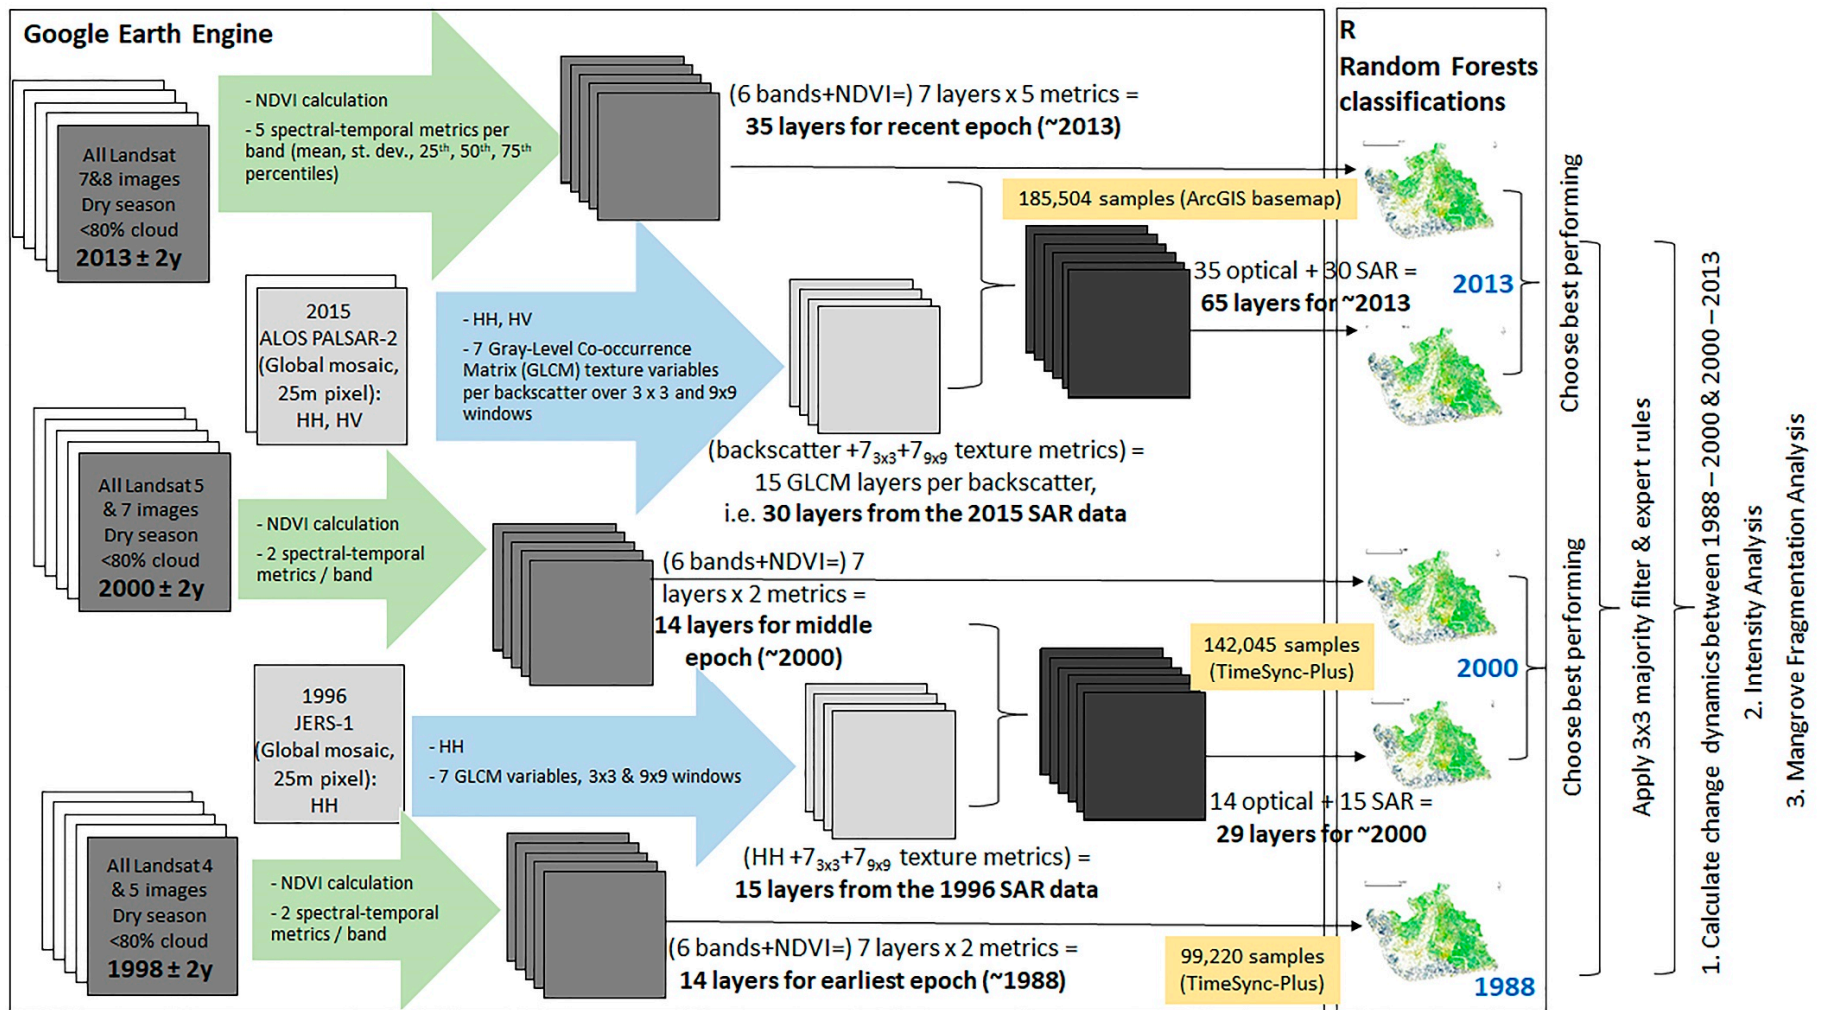 Google Earth Engine
All Landsat
7&8 images
Dry season
<80% cloud
2013 ± 2y
- NDVI calculation
- 5 spectral-temporal metrics per
band (mean, st. dev., 25th, 50th, 75th
percentiles)
(6 bands+NDVI=) 7 layers x 5 metrics =
35 layers for recent epoch (~2013)
185,504 samples (ArcGIS basemap)
2015
ALOS PALSAR-2
(Global mosaic,
25m pixel):
HH, HV
- HH, HV
- 7 Gray-Level Co-occurrence
Matrix (GLCM) texture variables
per backscatter over 3 x 3 and 9x9
windows
35 optical + 30 SAR =
65 layers for ~2013
(backscatter +73x3+79x9 texture metrics) =
15 GLCM layers per backscatter,
i.e. 30 layers from the 2015 SAR data
All Landsat 5
& 7 images
Dry season
<80% cloud
2000 ± 2y
- NDVI calculation
- 2 spectral-temporal
metrics / band
(6 bands+NDVI=) 7
layers x 2 metrics =
14 layers for middle
epoch (~2000)
142,045 samples
(TimeSync-Plus)
1996
JERS-1
(Global mosaic,
25m pixel):
HH
- HH
- 7 GLCM variables, 3x3 & 9x9 windows
14 optical + 15 SAR =
29 layers for ~2000
(HH +73x3+79x9 texture metrics) =
15 layers from the 1996 SAR data
All Landsat 4
& 5 images
Dry season
<80% cloud
1998 ± 2y
- NDVI calculation
- 2 spectral-temporal
metrics / band
(6 bands+NDVI=) 7 layers x 2 metrics =
14 layers for earliest epoch (~1988)
99,220 samples
(TimeSync-Plus)
R
Random Forests
classifications
2013
2000
1988
Choose best performing
Choose best performing
Apply 3x3 majority filter & expert rules
1. Calculate change dynamics between 1988 – 2000 & 2000 – 2013
2. Intensity Analysis
3. Mangrove Fragmentation Analysis